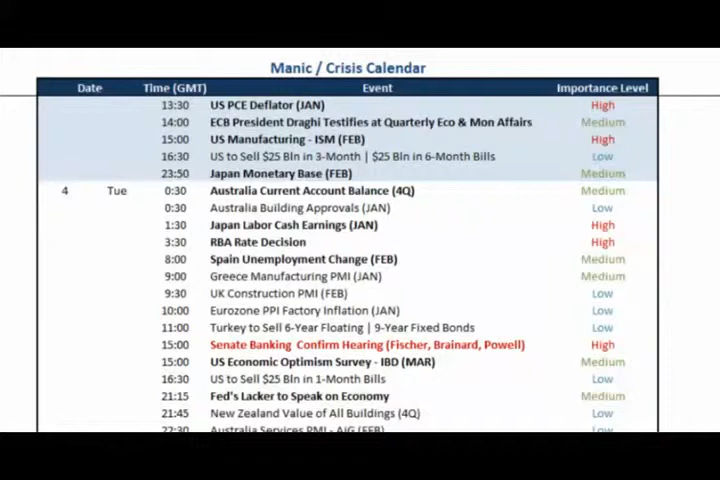 Manic / Crisis Calendar
Date Time (GMT) Event Importance Level
13:30 US PCE Deflator (JAN) High
14:00 ECB President Draghi Testifies at Quarterly Eco & Mon Affairs Medium
15:00 US Manufacturing - ISM (FEB) High
16:30 US to Sell $25 Bln in 3-Month | $25 Bln in 6-Month Bills Low
23:50 Japan Monetary Base (FEB) Medium
4 Tue 0:30 Australia Current Account Balance (4Q) Medium
0:30 Australia Building Approvals (JAN) Low
1:30 Japan Labor Cash Earnings (JAN) High
3:30 RBA Rate Decision High
8:00 Spain Unemployment Change (FEB) Medium
9:00 Greece Manufacturing PMI (JAN) Medium
9:30 UK Construction PMI (FEB) Low
10:00 Eurozone PPI Factory Inflation (JAN) Low
11:00 Turkey to Sell 6-Year Floating | 9-Year Fixed Bonds Low
15:00 Senate Banking Confirm Hearing (Fischer, Brainard, Powell) High
15:00 US Economic Optimism Survey - IBD (MAR) Medium
16:30 US to Sell $25 Bln in 1-Month Bills Low
21:15 Fed's Lacker to Speak on Economy Medium
21:45 New Zealand Value of All Buildings (4Q) Low
22:30 Australia Services PMI - AiG (FEB) Low